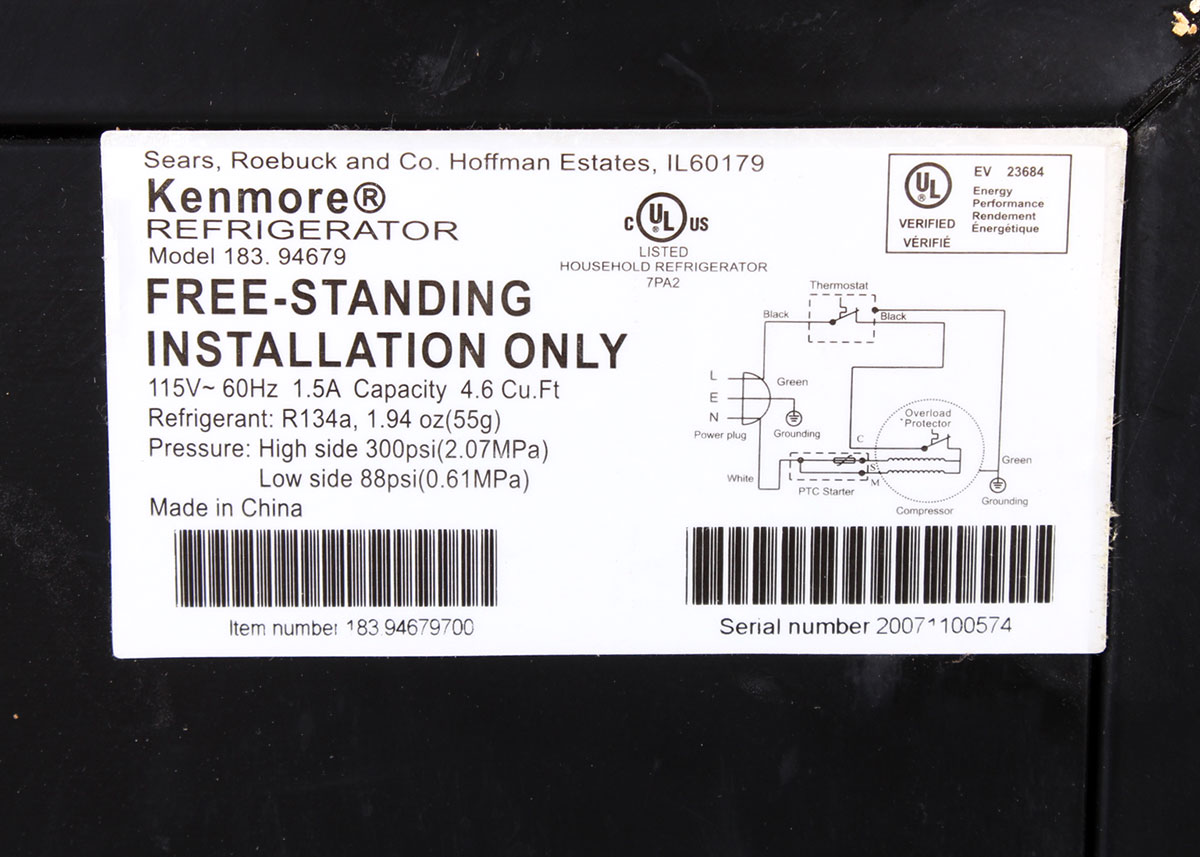 Sears, Roebuck and Co. Hoffman Estates, IL60179
Kenmore®
REFRIGERATOR
Model 183. 94679
FREE-STANDING
INSTALLATION ONLY
115V~ 60Hz 1.5A Capacity 4.6 Cu.Ft
Refrigerant: R134a, 1.94 oz(55g)
Pressure: High side 300psi(2.07MPa)
Low side 88psi(0.61MPa)
Made in China
Item number 183.94679700
C UL ® US
LISTED
HOUSEHOLD REFRIGERATOR
7PA2
UL ®
VERIFIED
VÉRIFIÉ
EV 23684
Energy
Performance
Rendement
Énergétique
Thermostat
Black
Black
L
E
N
Green
Grounding
Power plug
White
PTC Starter
C
S
M
Overload
Protector
Compressor
Green
Grounding
Serial number 20071100574